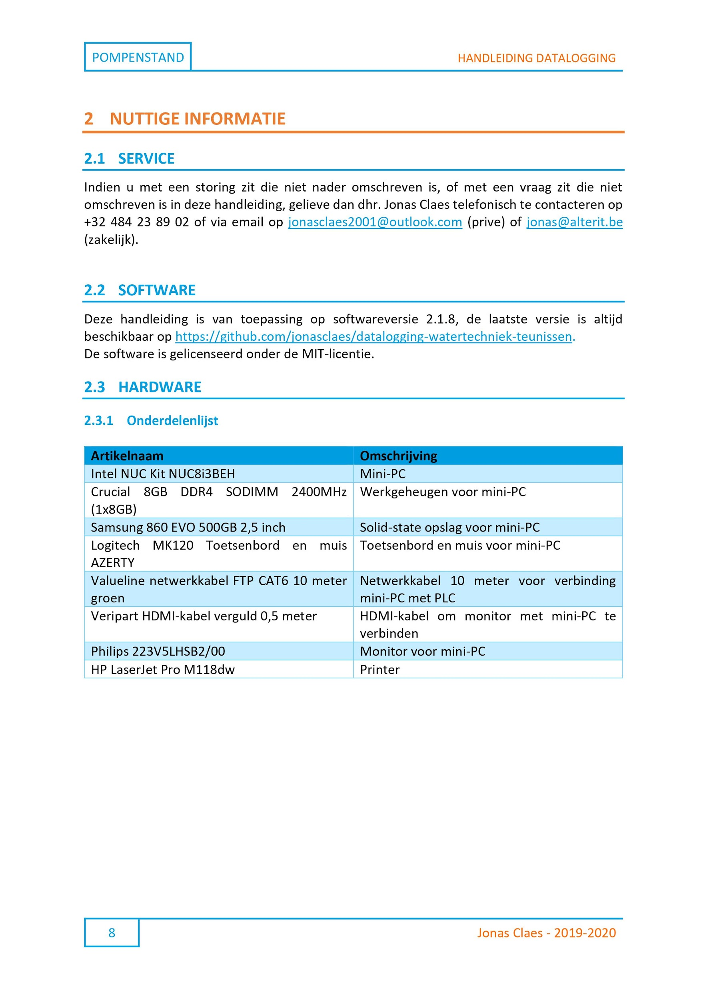 POMPENSTAND
HANDLEIDING DATALOGGING
2 NUTTIGE INFORMATIE
2.1 SERVICE
Indien u met een storing zit die niet nader omschreven is, of met een vraag zit die niet
omschreven is in deze handleiding, gelieve dan dhr. Jonas Claes telefonisch te contacteren op
+32 484 23 89 02 of via email op jonasclaes2001@outlook.com (prive) of jonas@alterit.be
(zakelijk).
2.2 SOFTWARE
Deze handleiding is van toepassing op softwareversie 2.1.8, de laatste versie is altijd
beschikbaar op https://github.com/jonasclaes/datalogging-watertechniek-teunissen.
De software is gelicenseerd onder de MIT-licentie.
2.3 HARDWARE
2.3.1 Onderdelenlijst
Artikelnaam Omschrijving
Intel NUC Kit NUC8i3BEH Mini-PC
Crucial 8GB DDR4 SODIMM 2400MHz Werkgeheugen voor mini-PC
(1x8GB)
Samsung 860 EVO 500GB 2,5 inch Solid-state opslag voor mini-PC
Logitech MK120 Toetsenbord en muis Toetsenbord en muis voor mini-PC
AZERTY
Valueline netwerkkabel FTP CAT6 10 meter Netwerkkabel 10 meter voor verbinding
groen mini-PC met PLC
Veripart HDMI-kabel verguld 0,5 meter HDMI-kabel om monitor met mini-PC te
verbinden
Philips 223V5LHSB2/00 Monitor voor mini-PC
HP LaserJet Pro M118dw Printer
8
Jonas Claes - 2019-2020